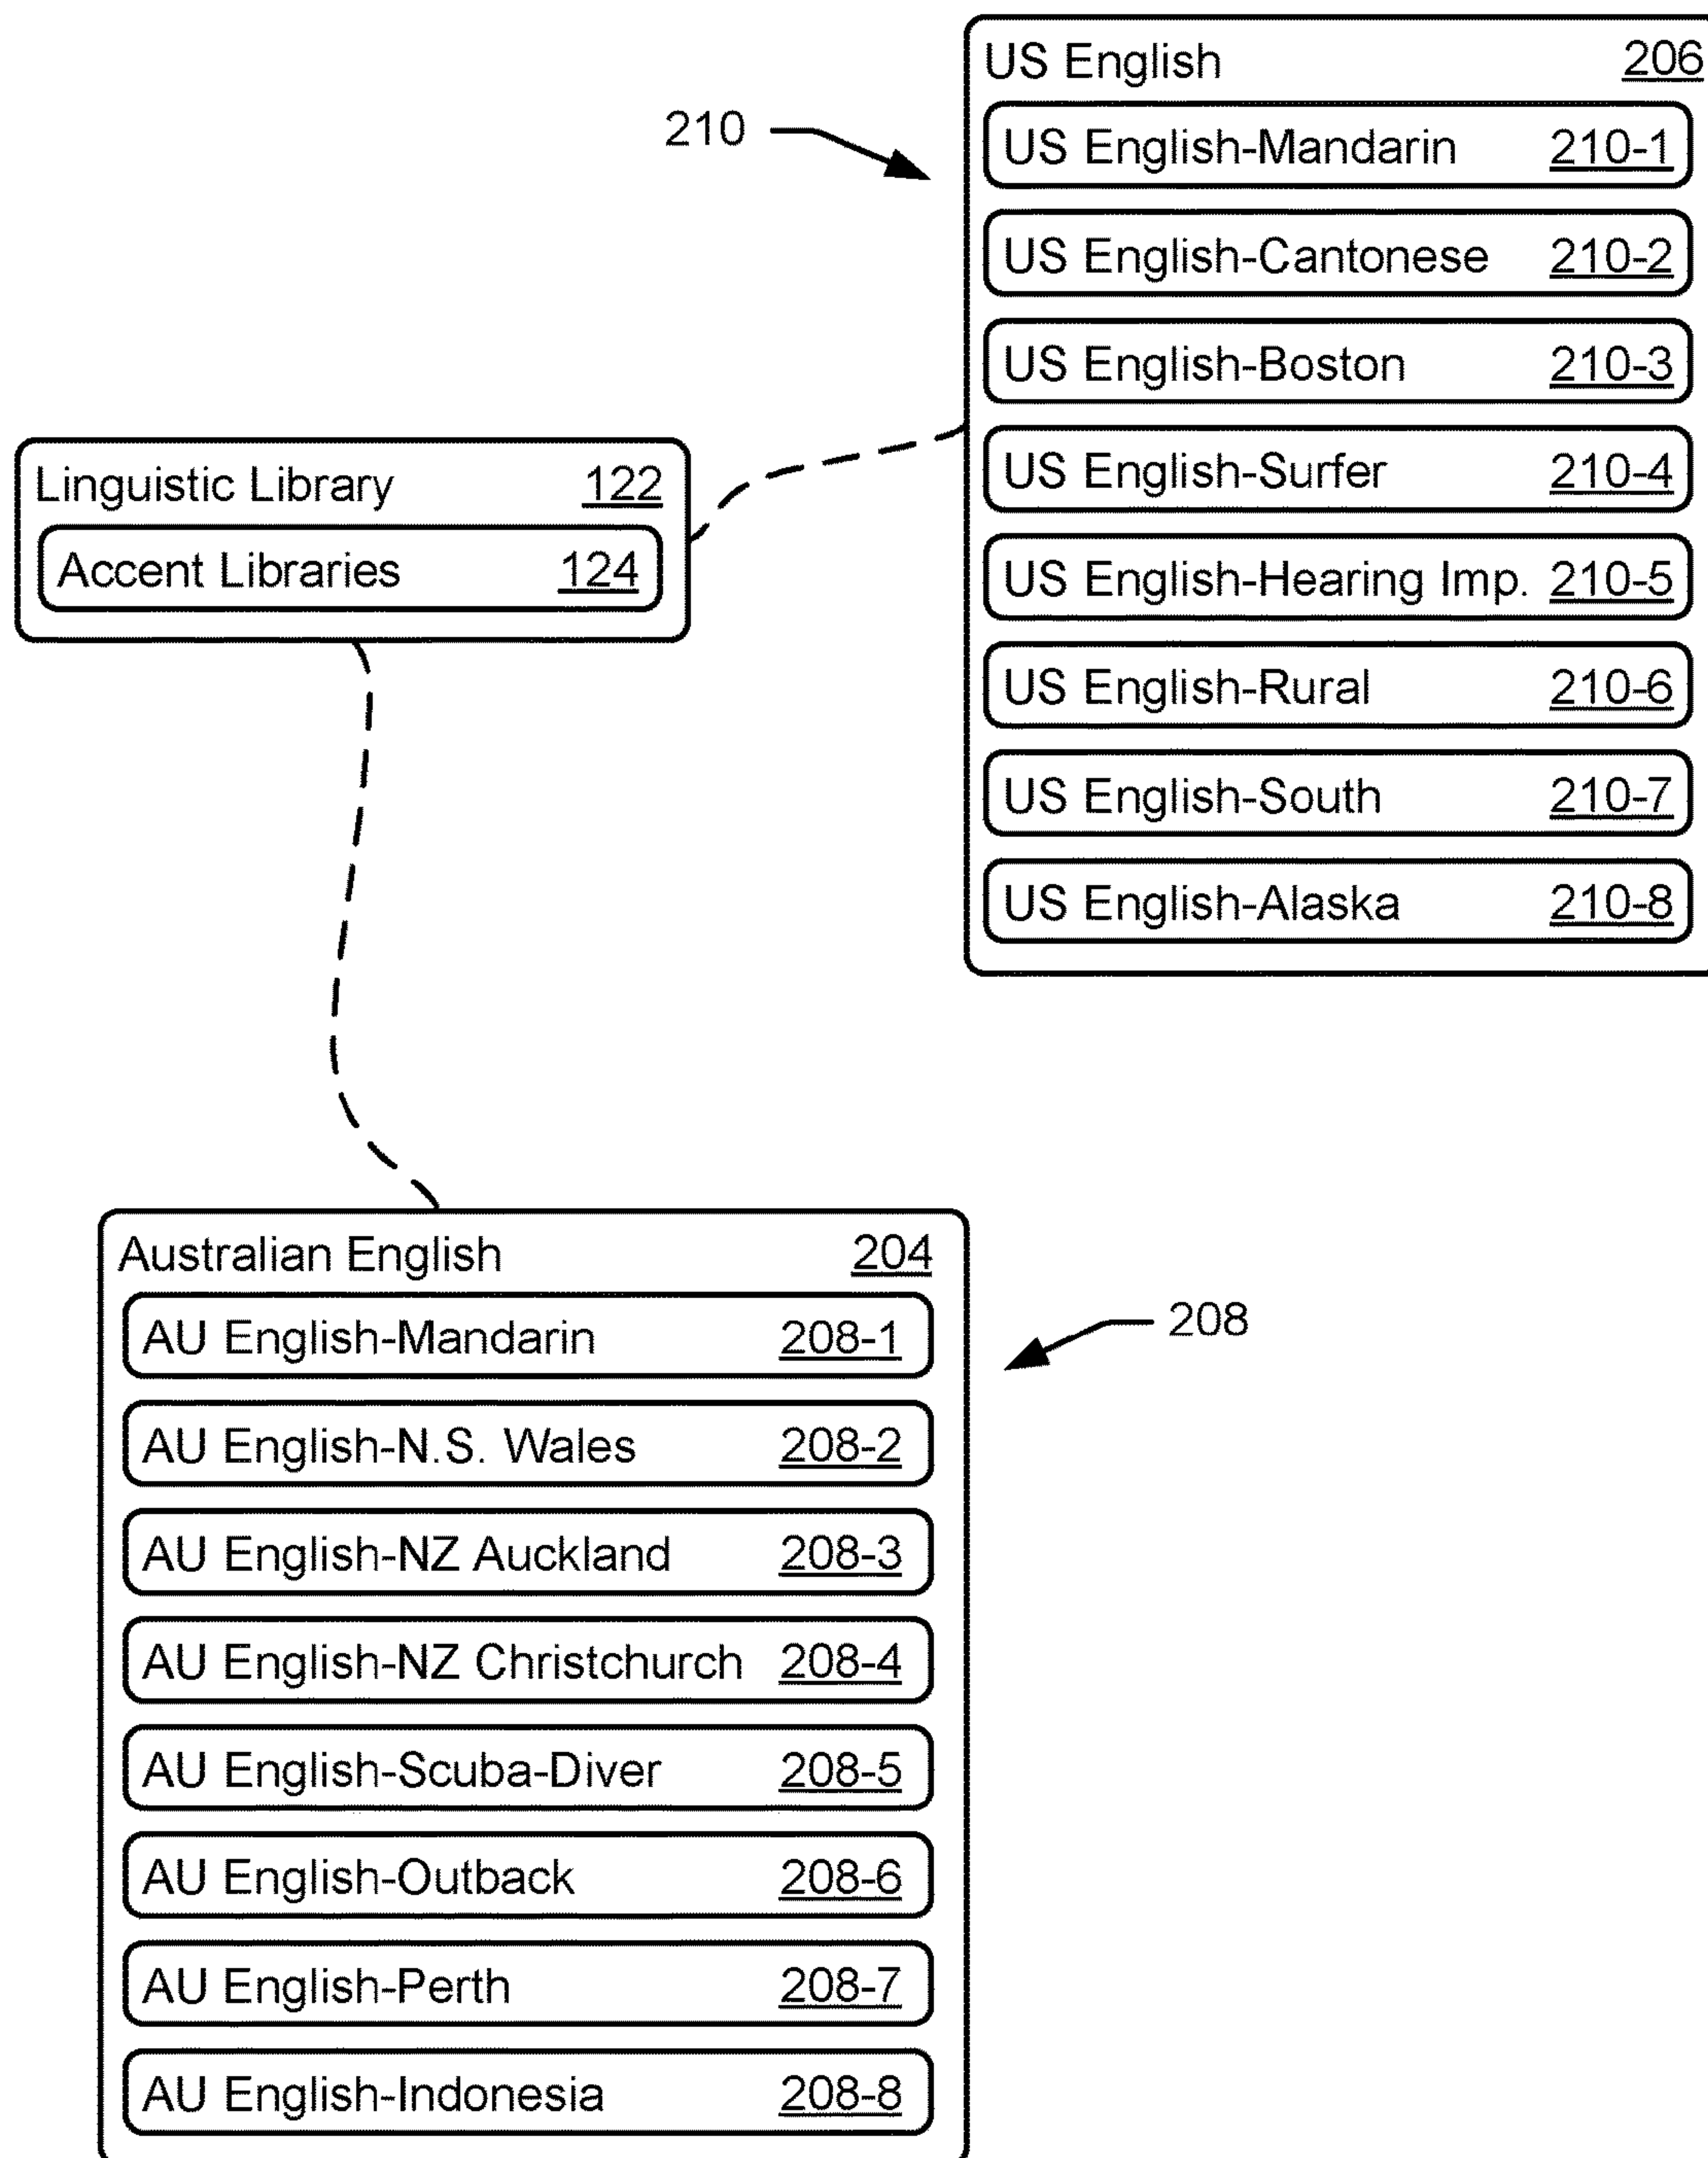 US English 206
210
US English-Mandarin 210-1
US English-Cantonese 210-2
US English-Boston 210-3
US English-Surfer 210-4
US English-Hearing Imp. 210-5
US English-Rural 210-6
US English-South 210-7
US English-Alaska 210-8
Linguistic Library 122
Accent Libraries 124
Australian English 204
208
AU English-Mandarin 208-1
AU English-N.S. Wales 208-2
AU English-NZ Auckland 208-3
AU English-NZ Christchurch 208-4
AU English-Scuba-Diver 208-5
AU English-Outback 208-6
AU English-Perth 208-7
AU English-Indonesia 208-8